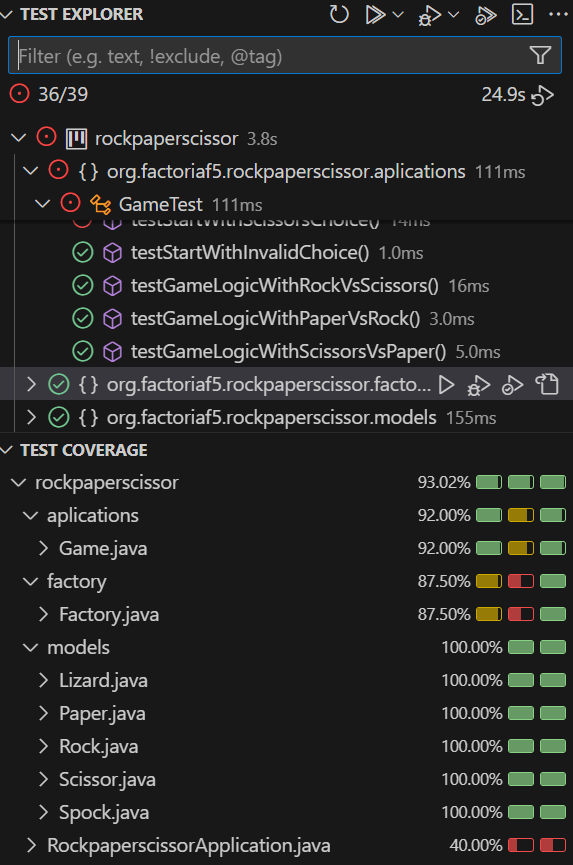 TEST EXPLORER
Filter (e.g. text, !exclude, @tag)
36/39 24.9s
rockpaperscissor 3.8s
{} org.factoriaf5.rockpaperscissor.aplications 111ms
GameTest 111ms
testStartWithScissorsChoice() 14ms
testStartWithInvalidChoice() 1.0ms
testGameLogicWithRockVsScissors() 16ms
testGameLogicWithPaperVsRock() 3.0ms
testGameLogicWithScissorsVsPaper() 5.0ms
{} org.factoriaf5.rockpaperscissor.facto...
{} org.factoriaf5.rockpaperscissor.models 155ms
TEST COVERAGE
rockpaperscissor 93.02%
aplications 92.00%
Game.java 92.00%
factory 87.50%
Factory.java 87.50%
models 100.00%
Lizard.java 100.00%
Paper.java 100.00%
Rock.java 100.00%
Scissor.java 100.00%
Spock.java 100.00%
RockpaperscissorApplication.java 40.00%